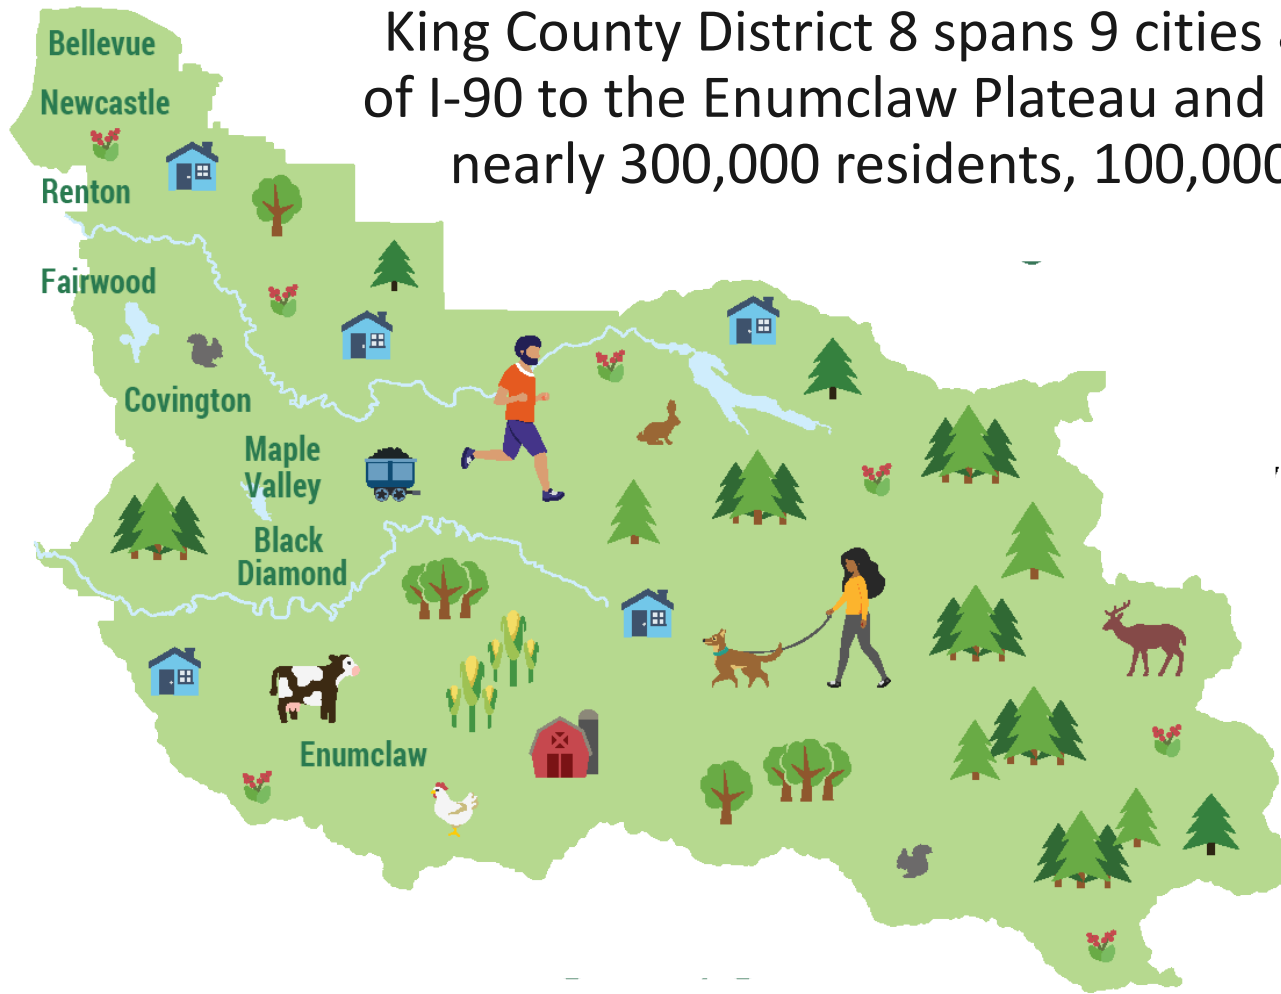 King County District 8 spans 9 cities
of I-90 to the Enumclaw Plateau and
nearly 300,000 residents, 100,000
Bellevue
Newcastle
Renton
Fairwood
Covington
Maple
Valley
Black
Diamond
Enumclaw